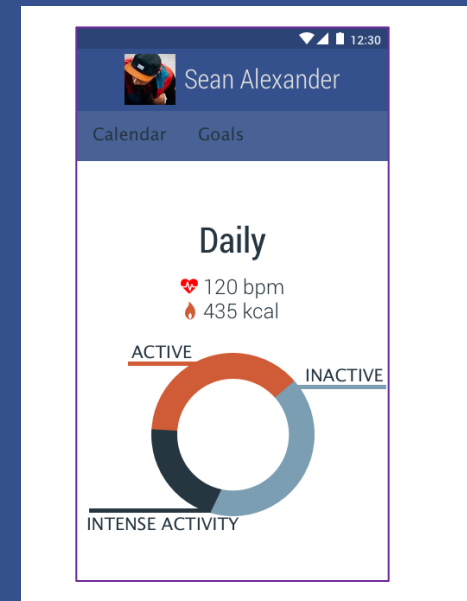 12:30
Sean Alexander
Calendar Goals
Daily
120 bpm
435 kcal
ACTIVE
INACTIVE
INTENSE ACTIVITY